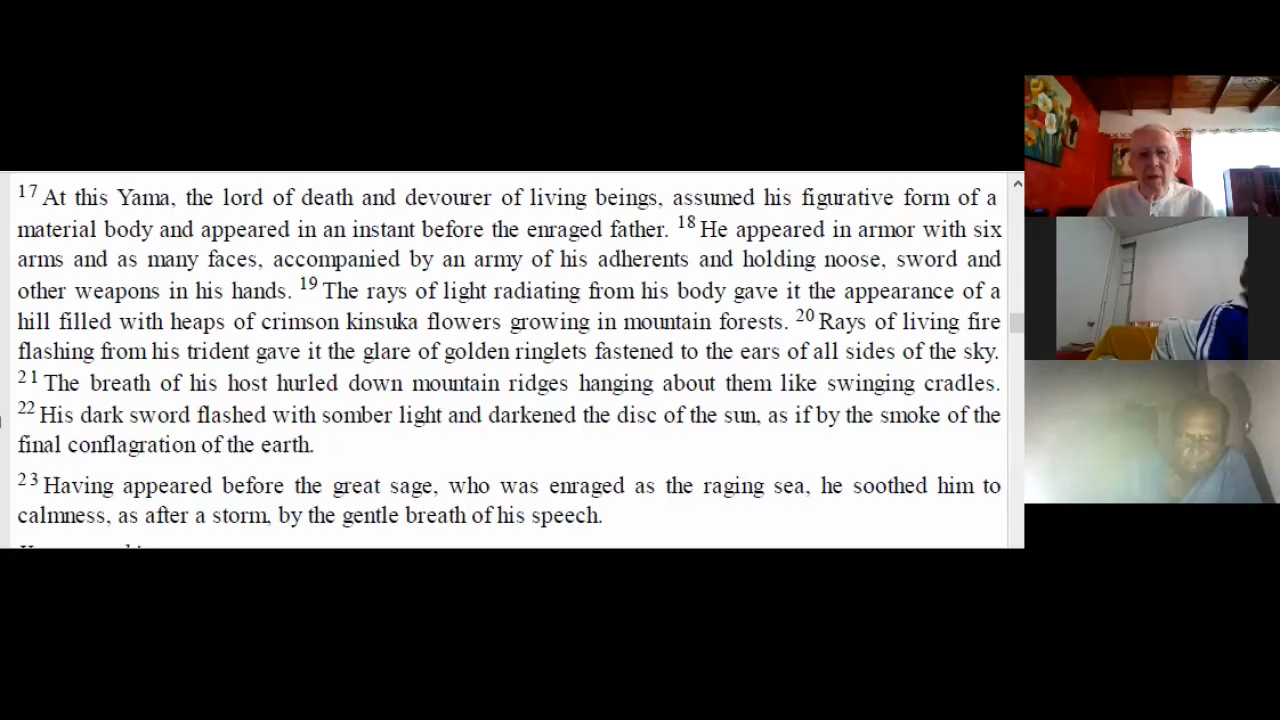 17 At this Yama, the lord of death and devourer of living beings, assumed his figurative form of a
material body and appeared in an instant before the enraged father. 18 He appeared in armor with six
arms and as many faces, accompanied by an army of his adherents and holding noose, sword and
other weapons in his hands. 19 The rays of light radiating from his body gave it the appearance of a
hill filled with heaps of crimson kinsuka flowers growing in mountain forests. 20 Rays of living fire
flashing from his trident gave it the glare of golden ringlets fastened to the ears of all sides of the sky.
21 The breath of his host hurled down mountain ridges hanging about them like swinging cradles.
22 His dark sword flashed with somber light and darkened the disc of the sun, as if by the smoke of the
final conflagration of the earth.
23 Having appeared before the great sage, who was enraged as the raging sea, he soothed him to
calmness, as after a storm, by the gentle breath of his speech.